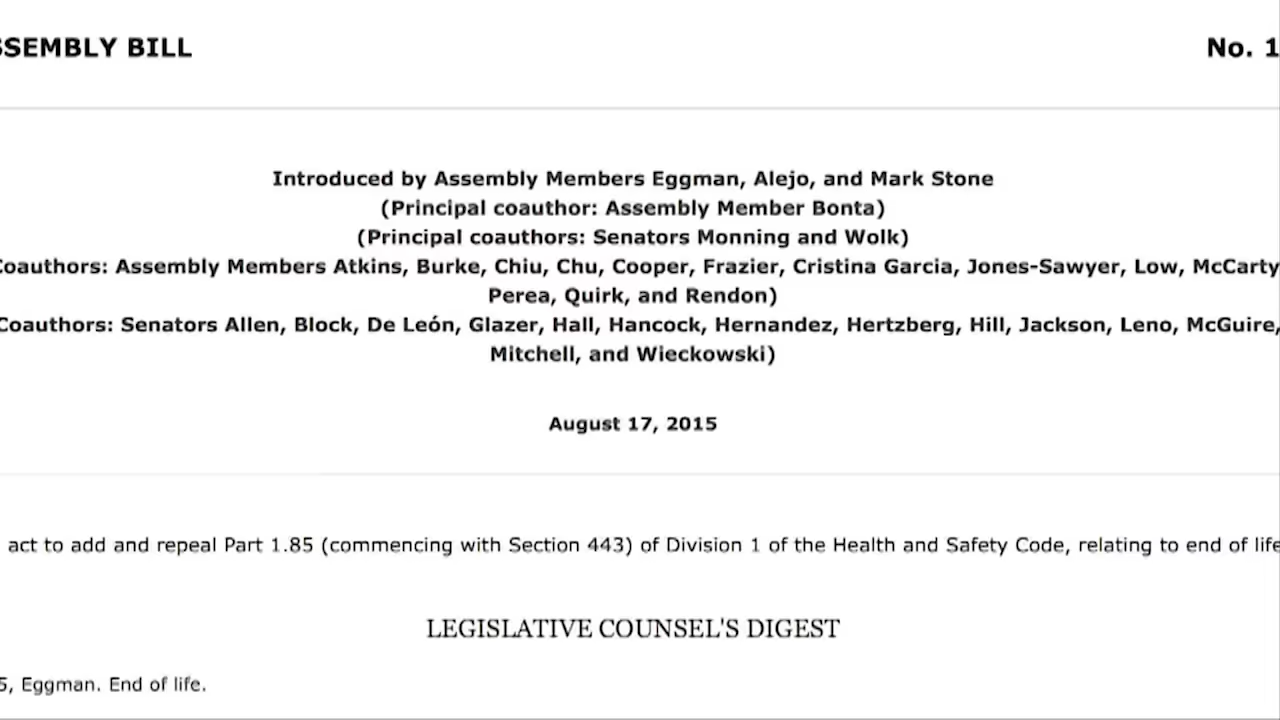 SSEMBLY BILL
No. 1
Introduced by Assembly Members Eggman, Alejo, and Mark Stone
(Principal coauthor: Assembly Member Bonta)
(Principal coauthors: Senators Monning and Wolk)
Coauthors: Assembly Members Atkins, Burke, Chiu, Chu, Cooper, Frazier, Cristina Garcia, Jones-Sawyer, Low, McCarty
Perea, Quirk, and Rendon)
Coauthors: Senators Allen, Block, De León, Glazer, Hall, Hancock, Hernandez, Hertzberg, Hill, Jackson, Leno, McGuire,
Mitchell, and Wieckowski)
August 17, 2015
act to add and repeal Part 1.85 (commencing with Section 443) of Division 1 of the Health and Safety Code, relating to end of life
LEGISLATIVE COUNSEL'S DIGEST
5, Eggman. End of life.